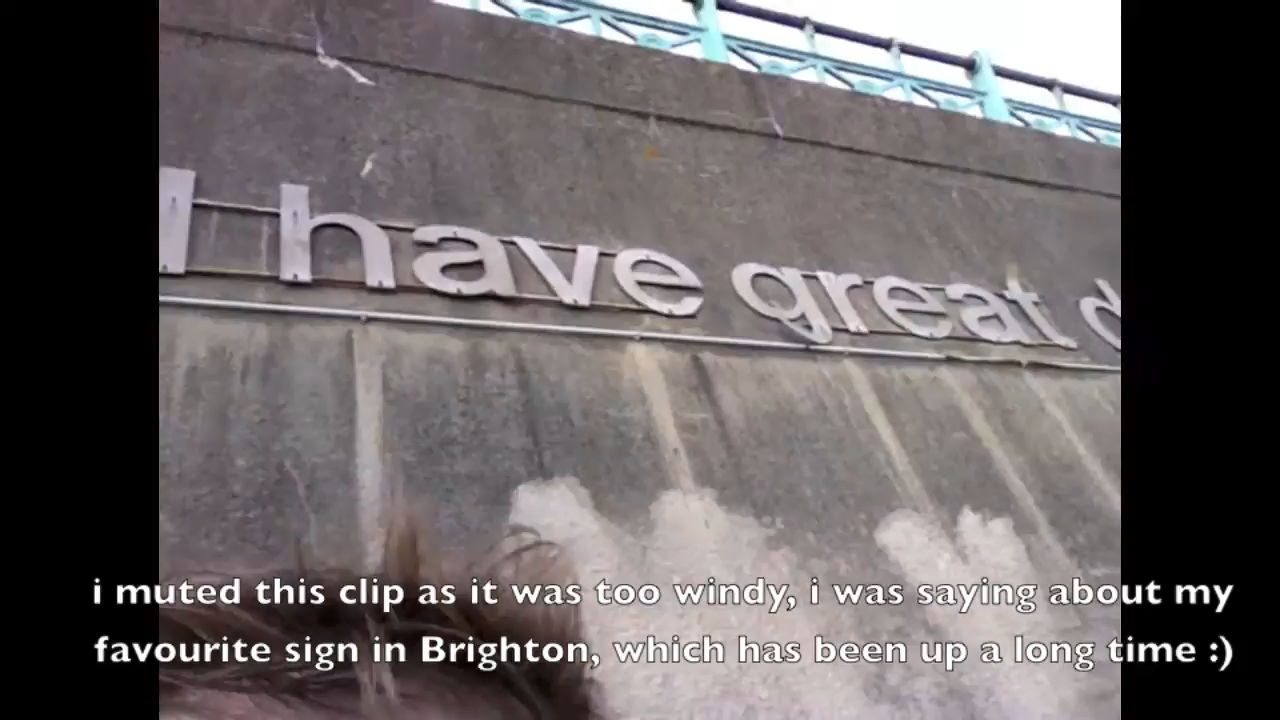 I have great
i muted this clip as it was too windy, i was saying about my
favourite sign in Brighton, which has been up a long time :)